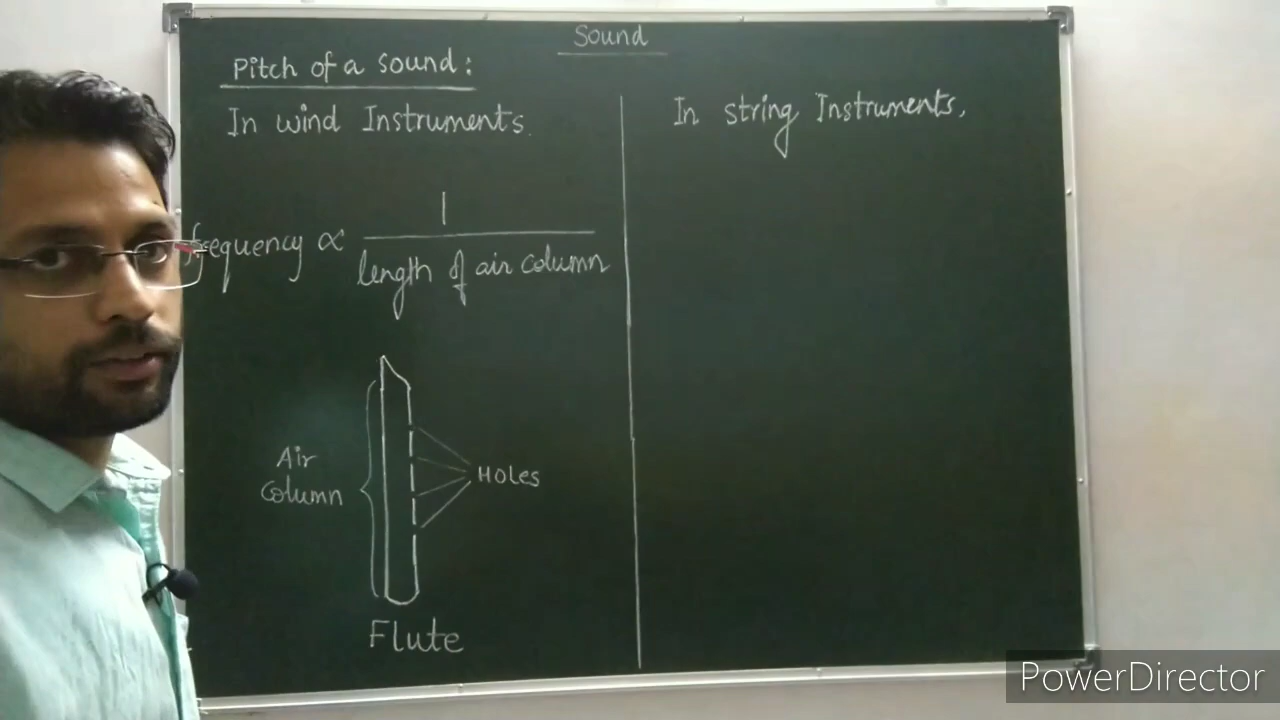 Sound
Pitch of a sound:
In wind Instruments.
frequency ∝ 1
length of air column
Air
column
Holes
Flute
In string Instruments,
PowerDirector